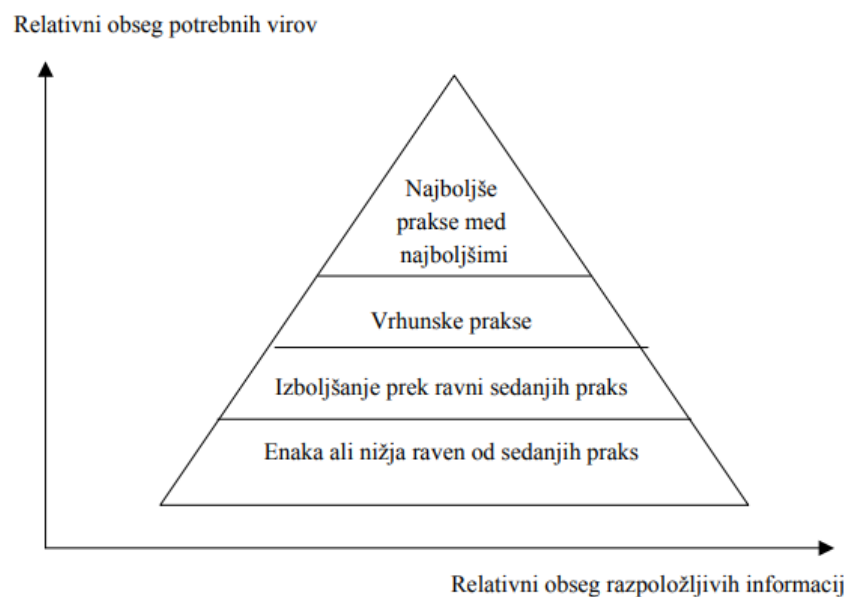 Relativni obseg potrebnih virov
Najboljše
prakse med
najboljšimi
Vrhunske prakse
Izboljšanje prek ravni sedanjih praks
Enaka ali nižja raven od sedanjih praks
Relativni obseg razpoložljivih informacij